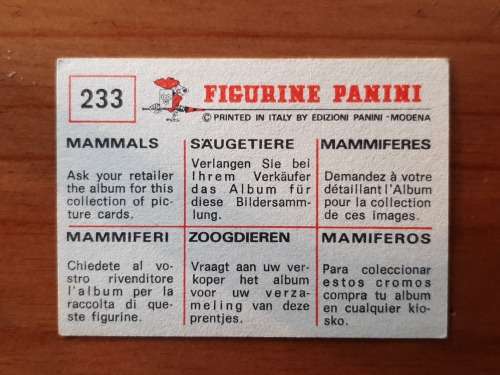 233
FIGURINE PANINI
© PRINTED IN ITALY BY EDIZIONI PANINI - MODENA
MAMMALS
Ask your retailer
the album for this
collection of pic-
ture cards.
SÄUGETIERE
Verlangen Sie bei
Ihrem Verkäufer
das Album für
diese Bildersamm-
lung.
MAMMIFERES
Demandez à votre
détaillant l'Album
pour la collection
de ces images.
MAMMIFERI
Chiedete al vo-
stro rivenditore
l'album per la
raccolta di que-
ste figurine.
ZOOGDIEREN
Vraagt aan uw ver-
koper het album
voor uw verza-
meling van deze
prentjes.
MAMIFEROS
Para coleccionar
estos cromos
compra tu album
en cualquier kio-
sko.